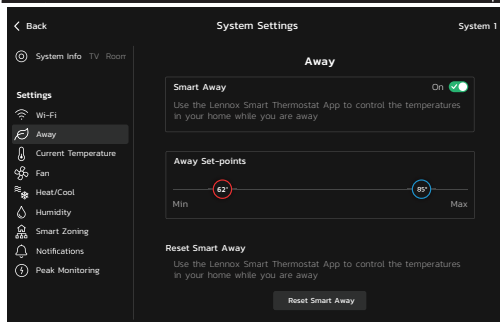 Back
System Settings
System 1
System Info TV Room
Away
Settings
Wi-Fi
Away
Current Temperature
Fan
Heat/Cool
Humidity
Smart Zoning
Notifications
Peak Monitoring
Smart Away
On
Use the Lennox Smart Thermostat App to control the temperatures
in your home while you are away
Away Set-points
62°
85°
Min
Max
Reset Smart Away
Use the Lennox Smart Thermostat App to control the temperatures
in your home while you are away
Reset Smart Away